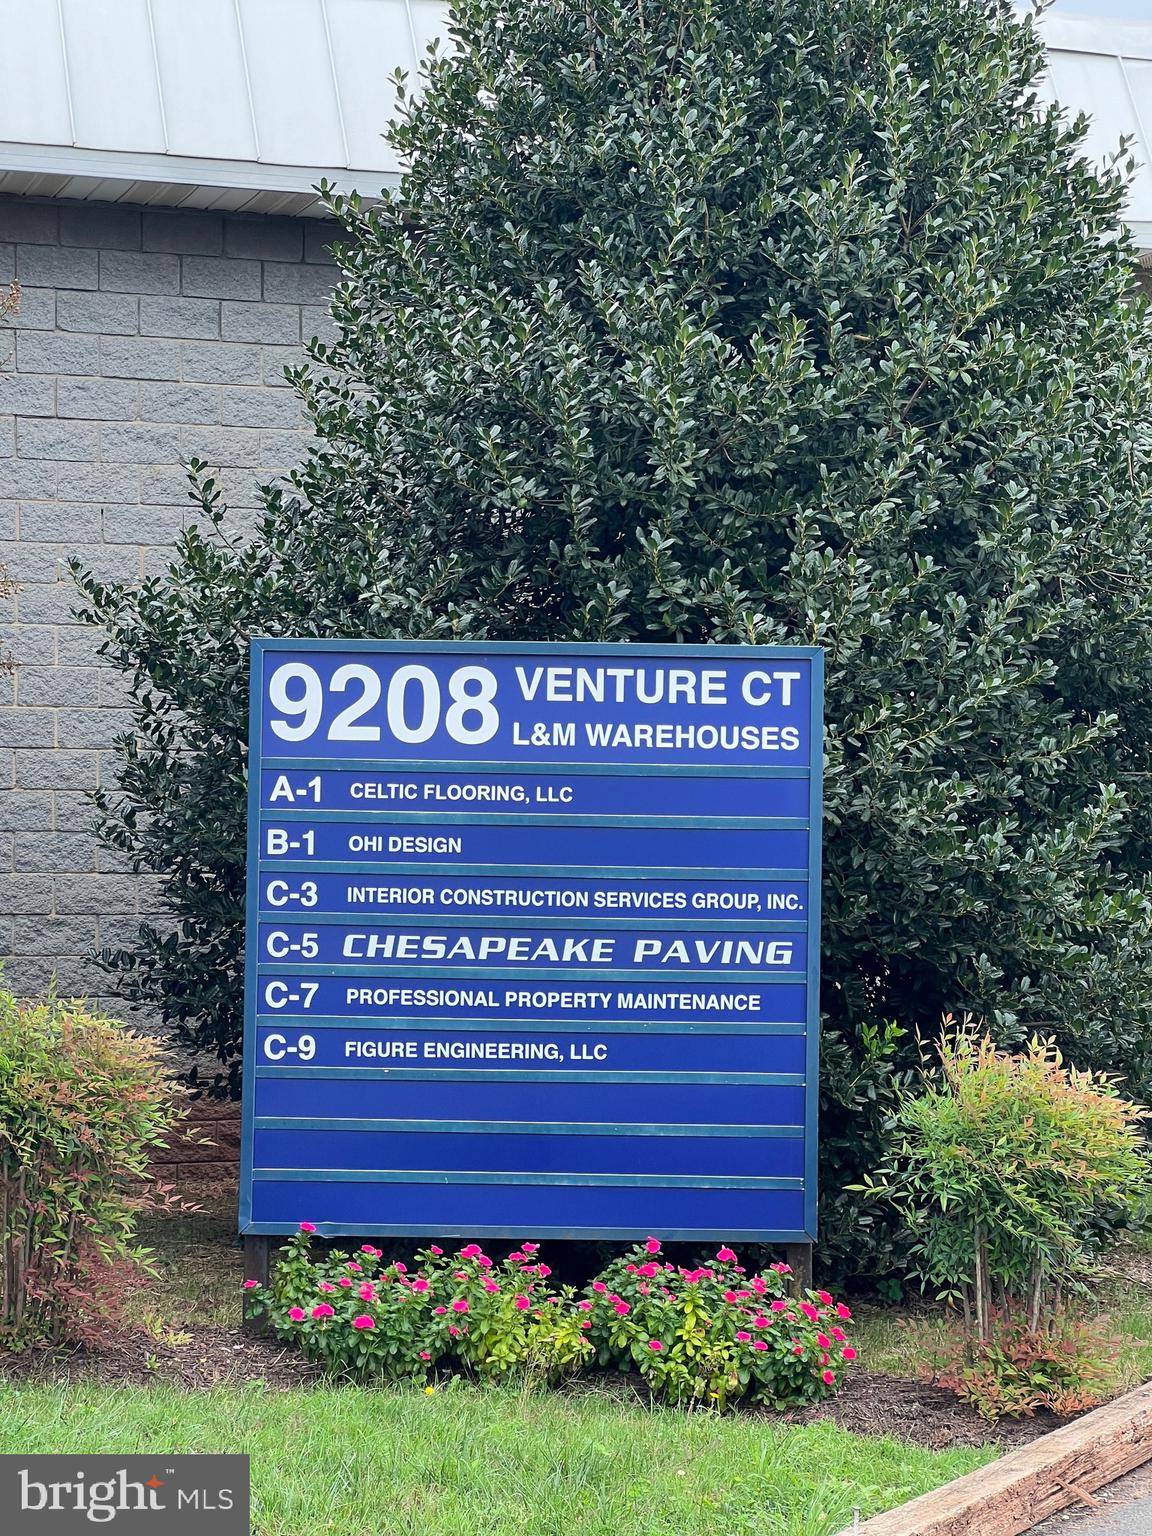 9208 VENTURE CT
L&M WAREHOUSES
A-1 CELTIC FLOORING, LLC
B-1 OHI DESIGN
C-3 INTERIOR CONSTRUCTION SERVICES GROUP, INC.
C-5 CHESAPEAKE PAVING
C-7 PROFESSIONAL PROPERTY MAINTENANCE
C-9 FIGURE ENGINEERING, LLC
bright™ MLS